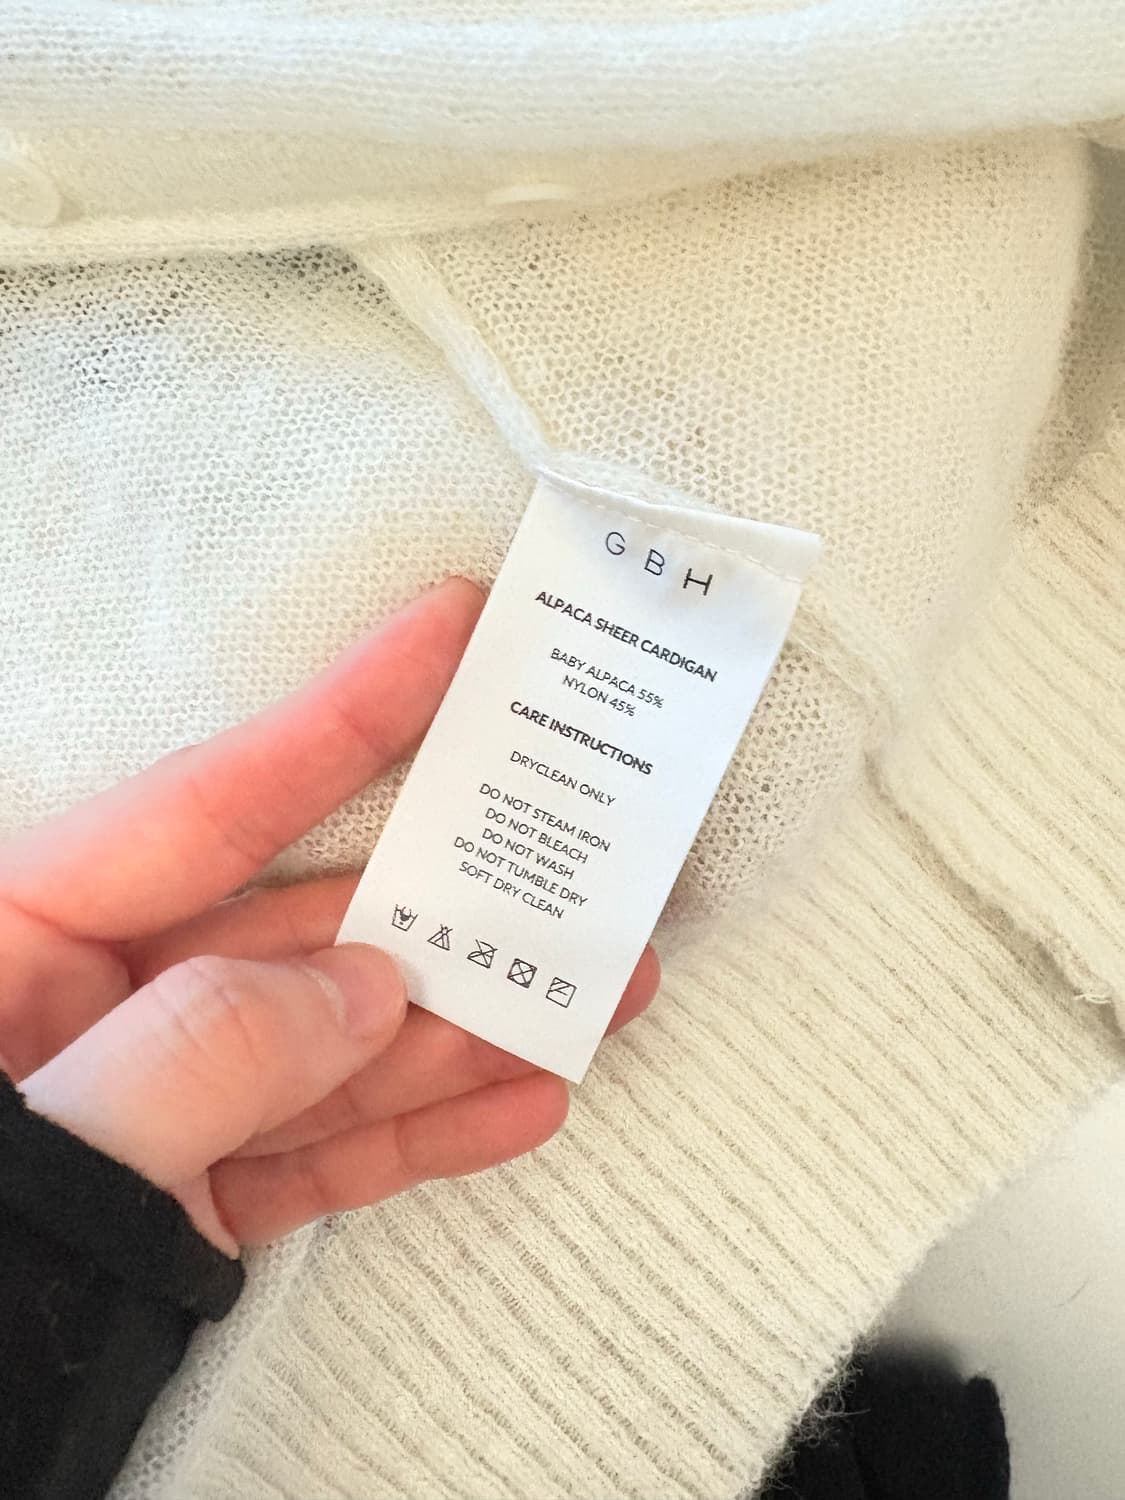 G B H
ALPACA SHEER CARDIGAN
BABY ALPACA 55%
NYLON 45%
CARE INSTRUCTIONS
DRYCLEAN ONLY
DO NOT STEAM IRON
DO NOT BLEACH
DO NOT WASH
DO NOT TUMBLE DRY
SOFT DRY CLEAN